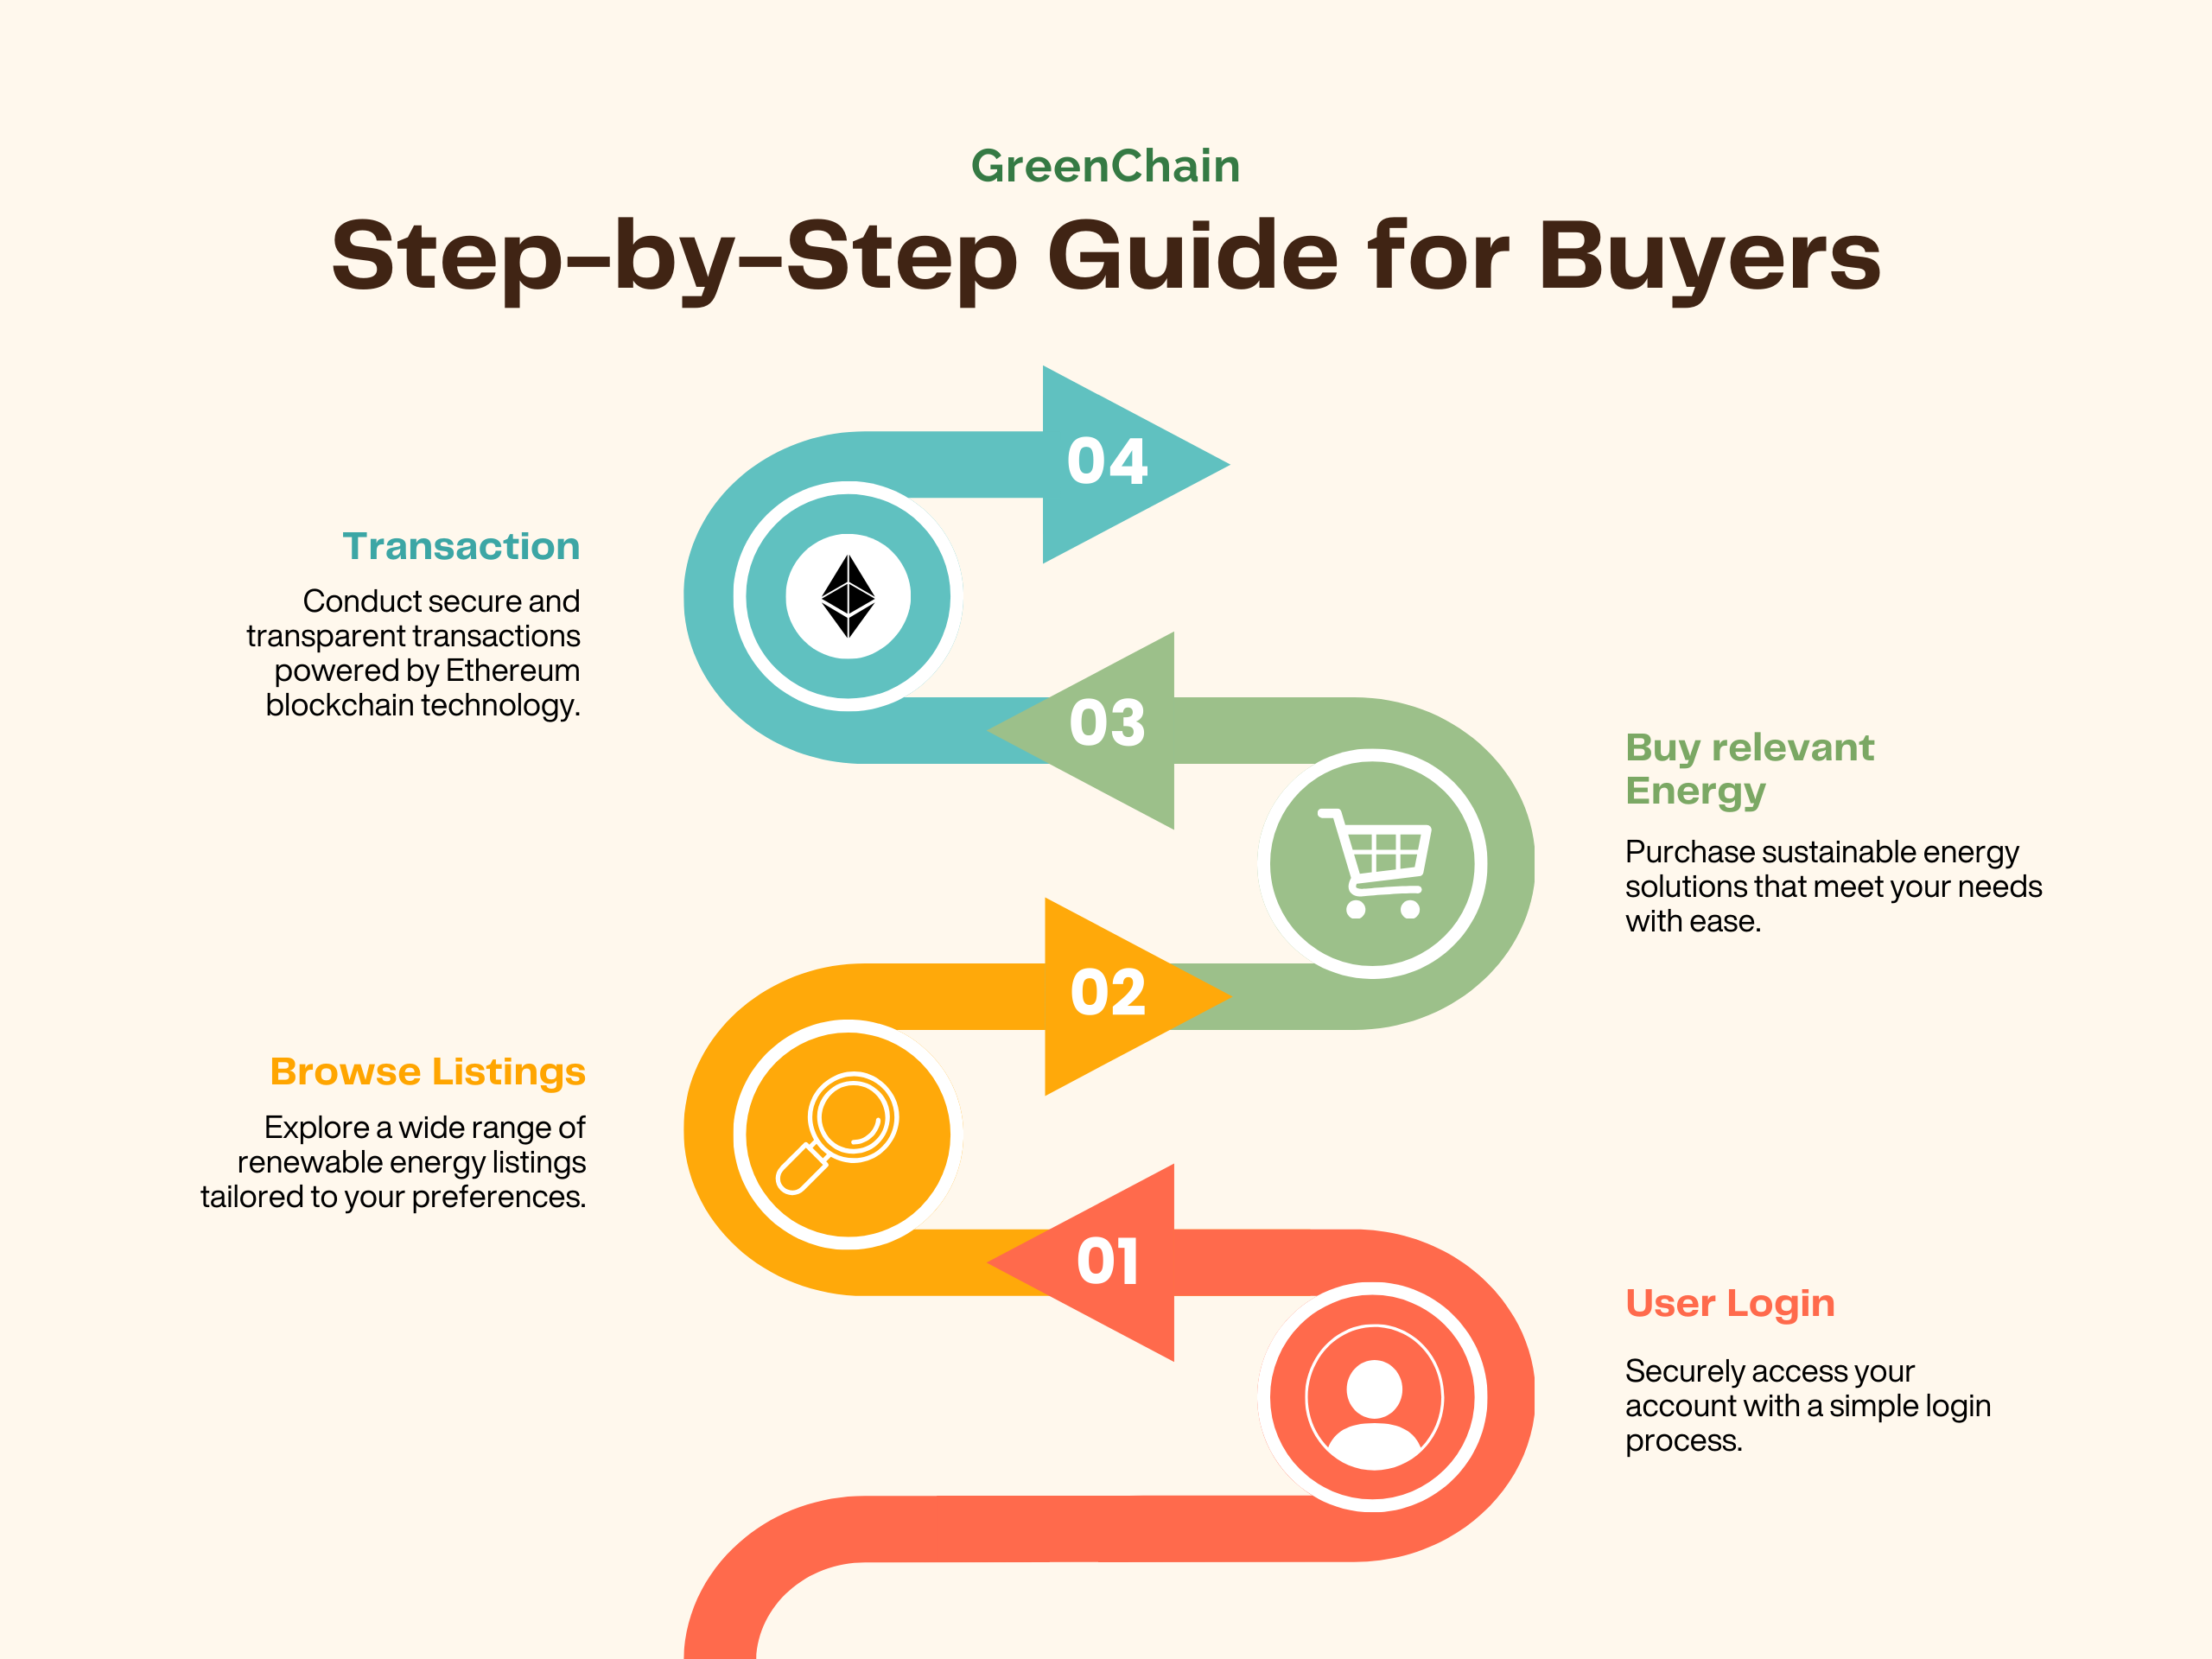 GreenChain
Step-by-Step Guide for Buyers
04
Transaction
Conduct secure and
transparent transactions
powered by Ethereum
blockchain technology.
03
Buy relevant
Energy
Purchase sustainable energy
solutions that meet your needs
with ease.
02
Browse Listings
Explore a wide range of
renewable energy listings
tailored to your preferences.
01
User Login
Securely access your
account with a simple login
process.